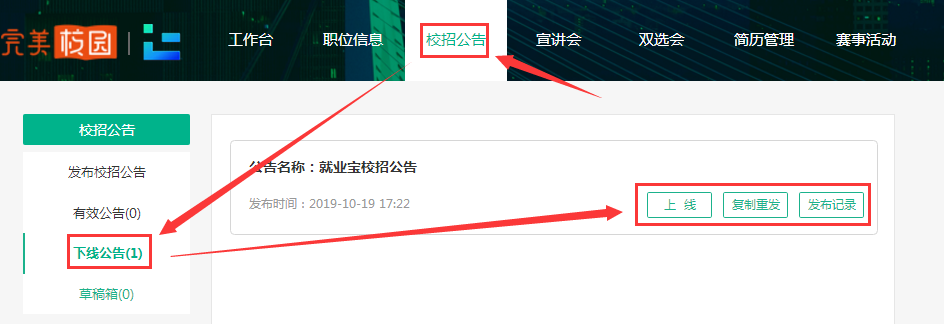 完美校园
工作台 职位信息 校招公告 宣讲会 双选会 简历管理 赛事活动
校招公告
发布校招公告
有效公告(0)
下线公告(1)
草稿箱(0)
公告名称：就业宝校招公告
发布时间：2019-10-19 17:22
上 线 复制重发 发布记录